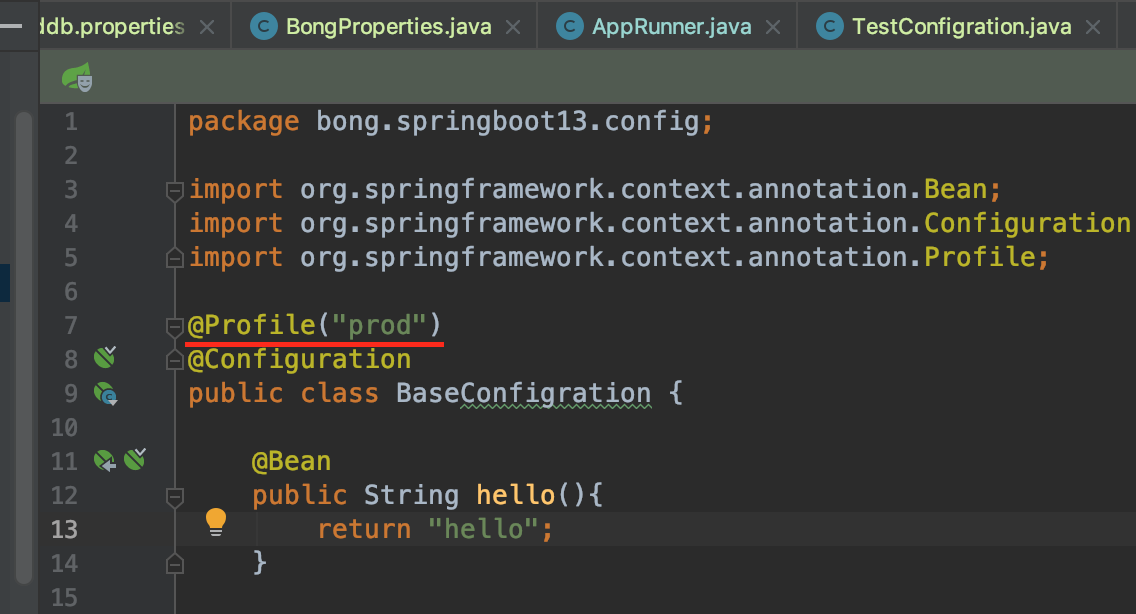 ddb.properties BongProperties.java AppRunner.java TestConfigration.java
1 package bong.springboot13.config;
2
3 import org.springframework.context.annotation.Bean;
4 import org.springframework.context.annotation.Configuration
5 import org.springframework.context.annotation.Profile;
6
7 @Profile("prod")
8 @Configuration
9 public class BaseConfigration {
10
11 @Bean
12 public String hello(){
13 return "hello";
14 }
15